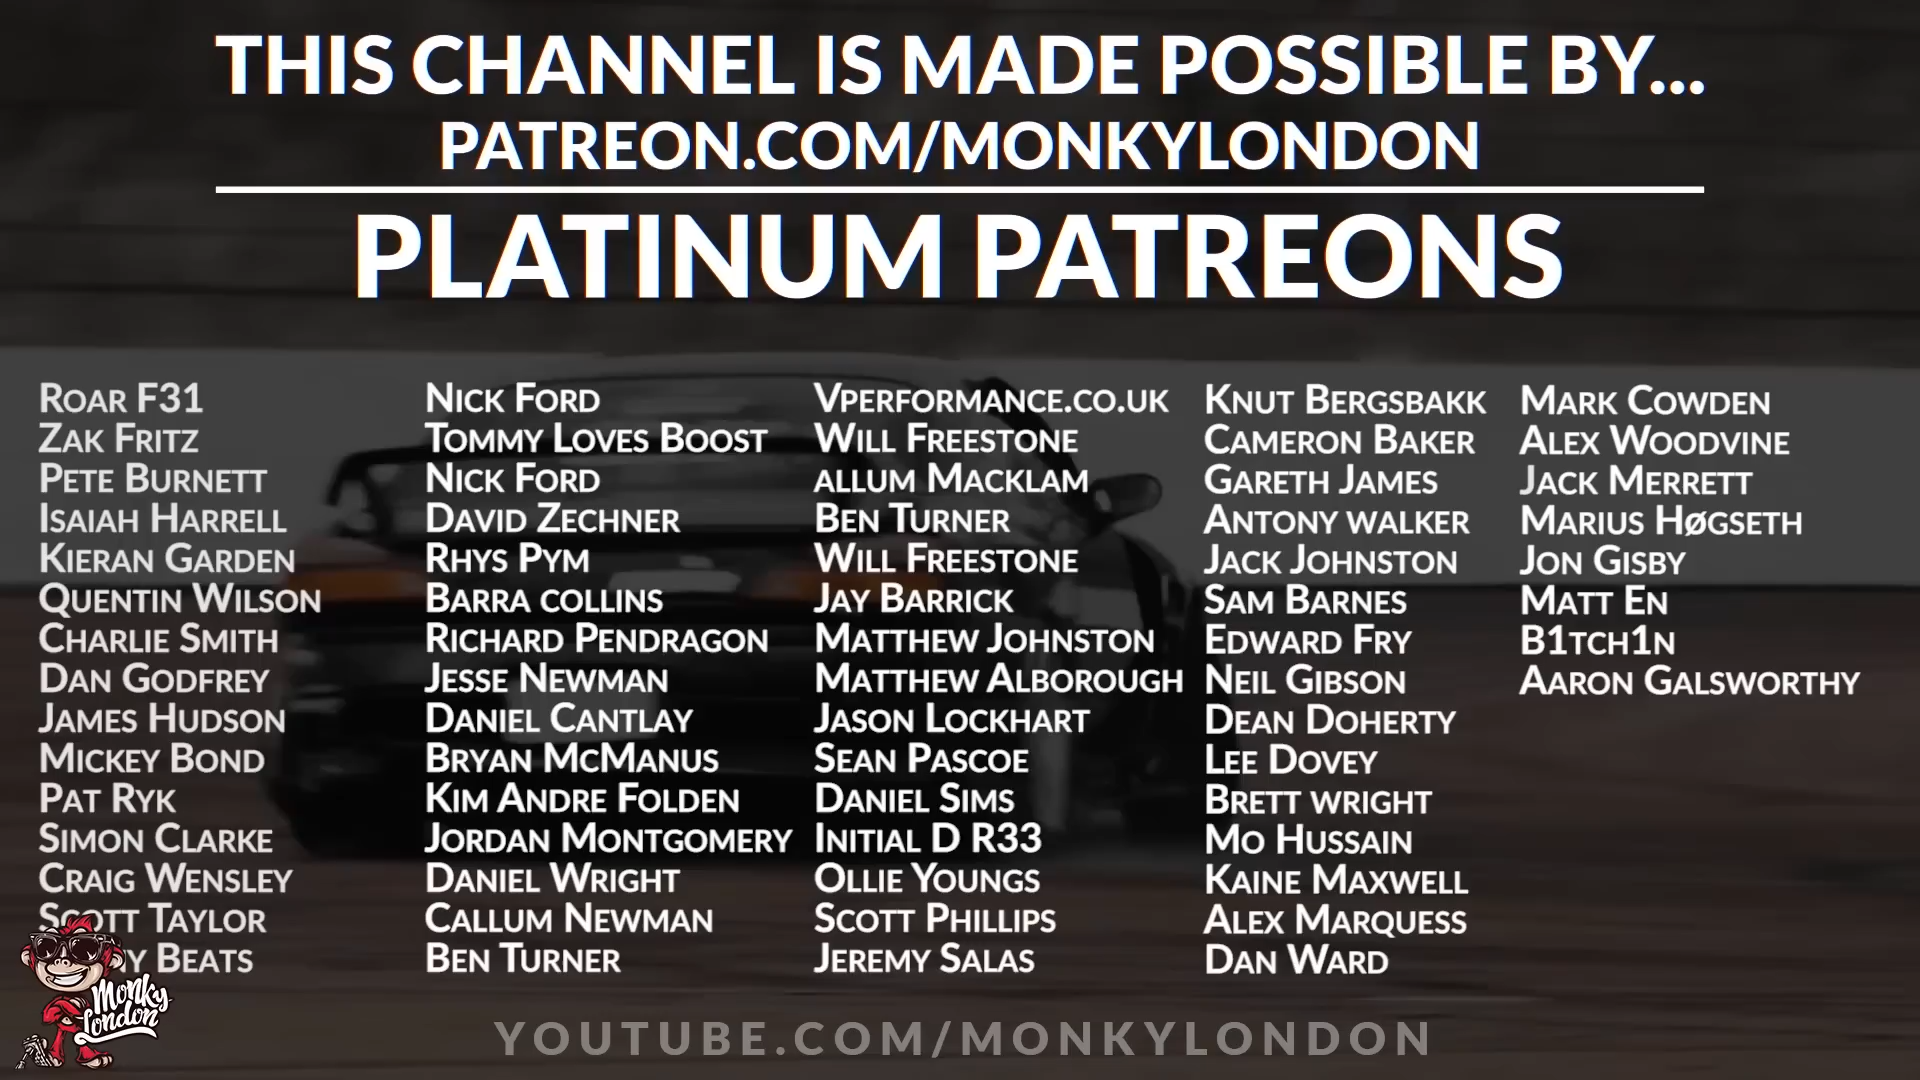 THIS CHANNEL IS MADE POSSIBLE BY...
PATREON.COM/MONKYLONDON
PLATINUM PATREONS
ROAR F31
ZAK FRITZ
PETE BURNETT
ISAIAH HARRELL
KIERAN GARDEN
QUENTIN WILSON
CHARLIE SMITH
DAN GODFREY
JAMES HUDSON
MICKEY BOND
PAT RYK
SIMON CLARKE
CRAIG WENSLEY
SCOTT TAYLOR
BEATS
NICK FORD
TOMMY LOVES BOOST
NICK FORD
DAVID ZECHNER
RHYS PYM
BARRA COLLINS
RICHARD PENDRAGON
JESSE NEWMAN
DANIEL CANTLAY
BRYAN MCMANUS
KIM ANDRE FOLDEN
JORDAN MONTGOMERY
DANIEL WRIGHT
CALLUM NEWMAN
BEN TURNER
VPERFORMANCE.CO.UK
WILL FREESTONE
ALLUM MACKLAM
BEN TURNER
WILL FREESTONE
JAY BARRICK
MATTHEW JOHNSTON
MATTHEW ALBOROUGH
JASON LOCKHART
SEAN PASCOE
DANIEL SIMS
INITIAL D R33
OLLIE YOUNGS
SCOTT PHILLIPS
JEREMY SALAS
KNUT BERGSBAKK
CAMERON BAKER
GARETH JAMES
ANTONY WALKER
JACK JOHNSTON
SAM BARNES
EDWARD FRY
NEIL GIBSON
DEAN DOHERTY
LEE DOVEY
BRETT WRIGHT
MO HUSSAIN
KAINE MAXWELL
ALEX MARQUESS
DAN WARD
MARK COWDEN
ALEX WOODVINE
JACK MERRETT
MARIUS HØGSETH
JON GISBY
MATT EN
B1TCH1N
AARON GALSWORTHY
Monky
London
YOUTUBE.COM/MONKYLONDON